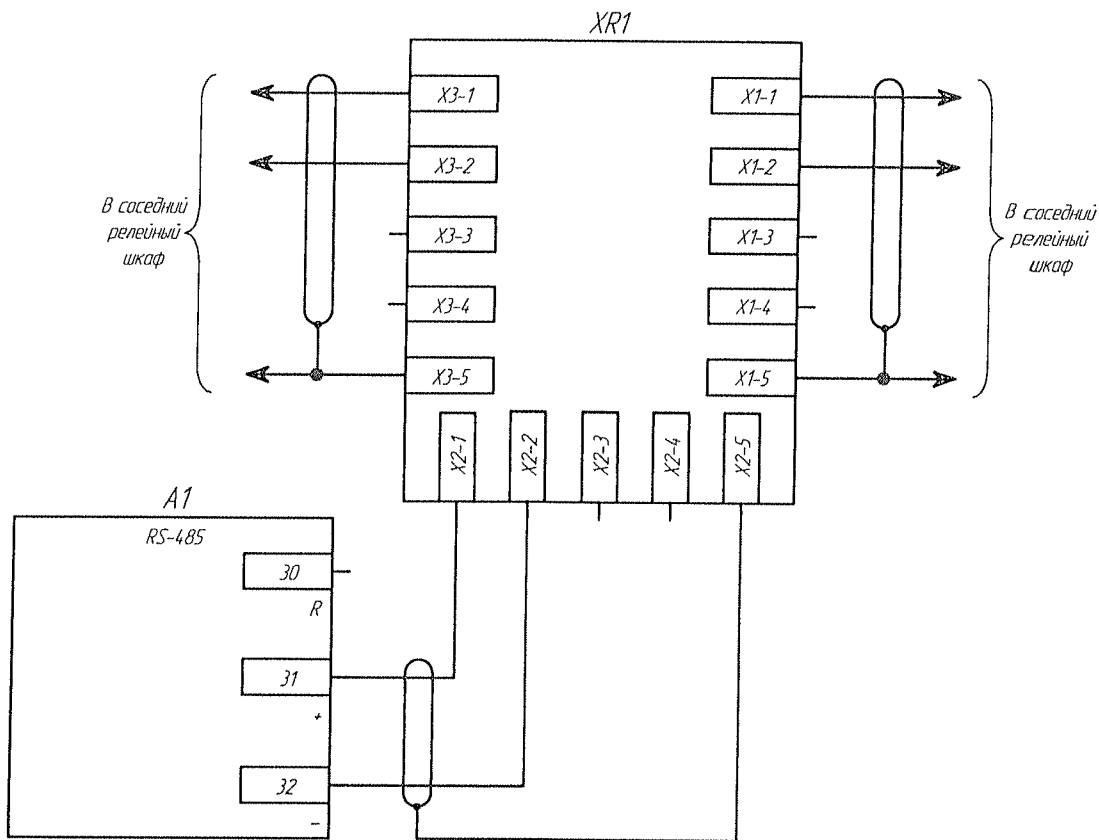 XR1
X3-1
X3-2
X3-3
X3-4
X3-5
X1-1
X1-2
X1-3
X1-4
X1-5
X2-1
X2-2
X2-3
X2-4
X2-5
В соседний
релейный
шкаф
В соседний
релейный
шкаф
A1
RS-485
30
R
31
+
32
-